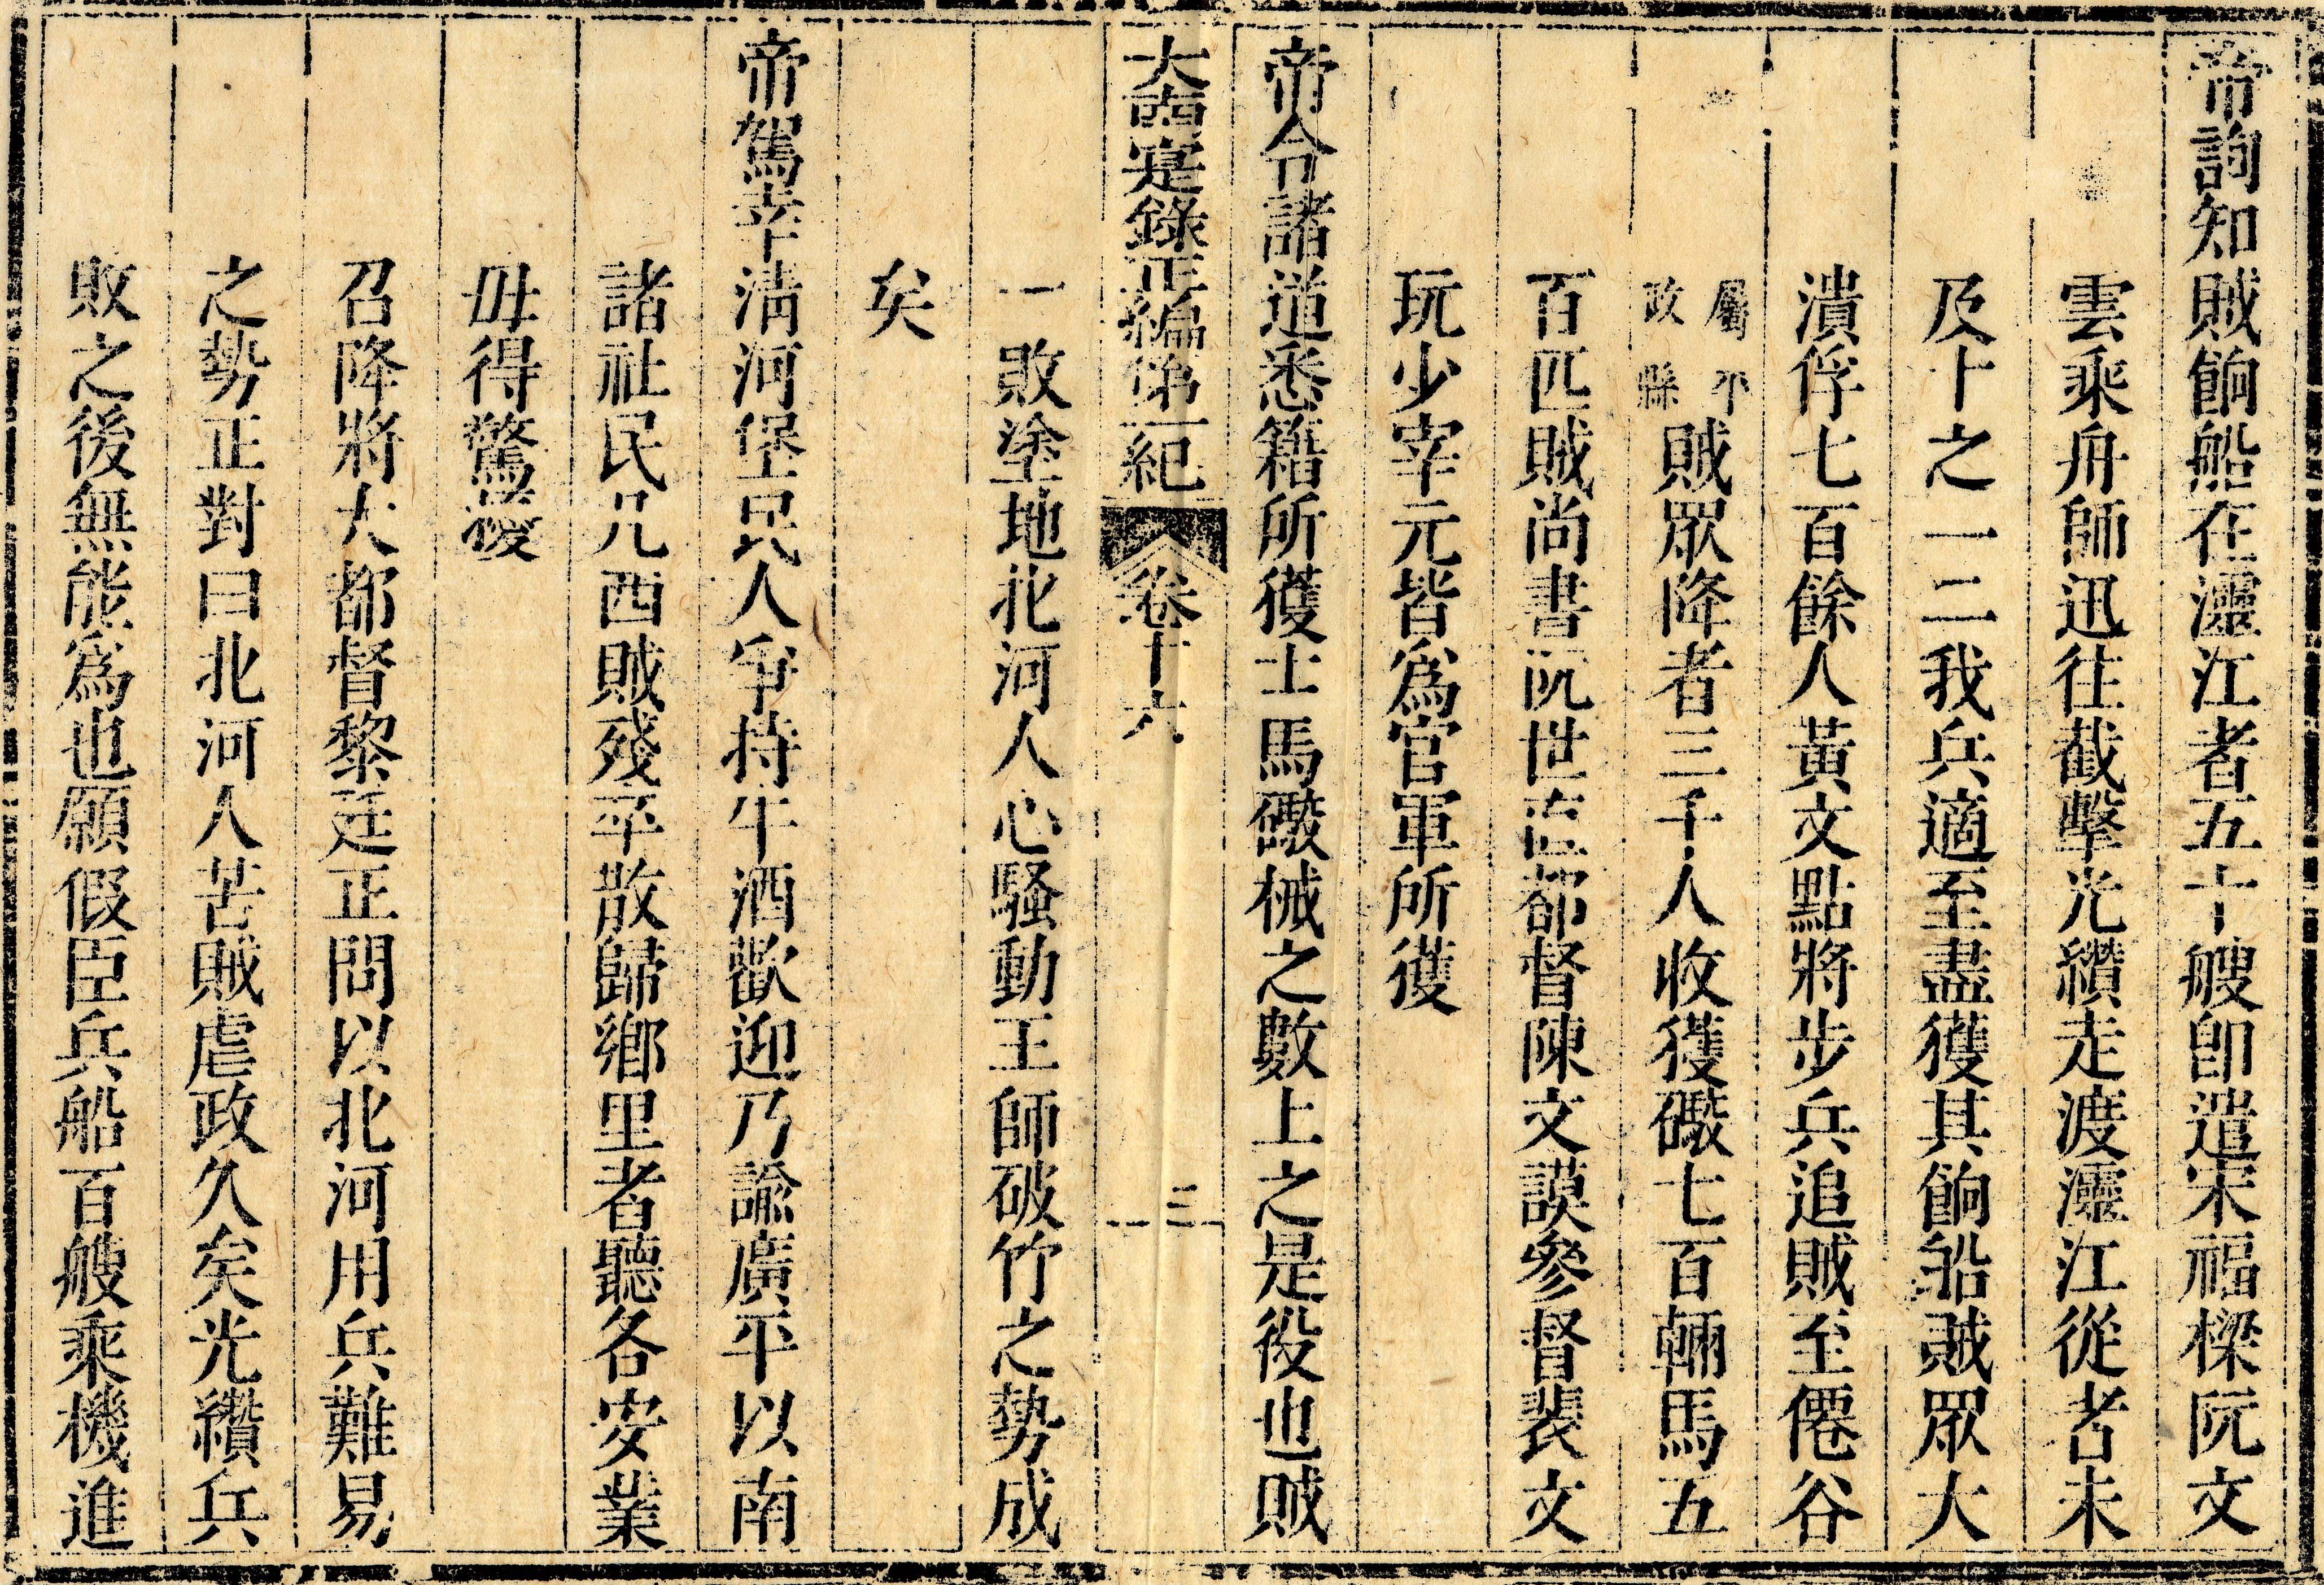 帝詗知賊餉船在𤅷江者五十艘卽遣宋福樑阮文
雲乘舟師迅往截擊光纘走渡𤅷江從者未
及十之一二我兵適至盡獲其餉船賊眾大
潰俘七百餘人黃文點將步兵追賊至僊谷
屬平
政縣
賊眾降者三千人收獲礮七百輛馬五
百匹賊尚書阮世直都督陳文謨參督裴文
玩少宰元皆爲官軍所獲
帝令諸道悉籍所獲士馬礮械之數上之是役也賊
大南寔錄正編第一紀 卷十六 三
一敗塗地北河人心騷動王師破竹之勢成
矣
帝駕幸淸河堡民人爭持牛酒歡迎乃諭廣平以南
諸社民凡西賊殘卒散歸鄕里者聽各安業
毋得驚擾
召降將大都督黎廷正問以北河用兵難易
之勢正對曰北河人苦賊虐政久矣光纘兵
敗之後無能爲也願假臣兵船百艘乘機進